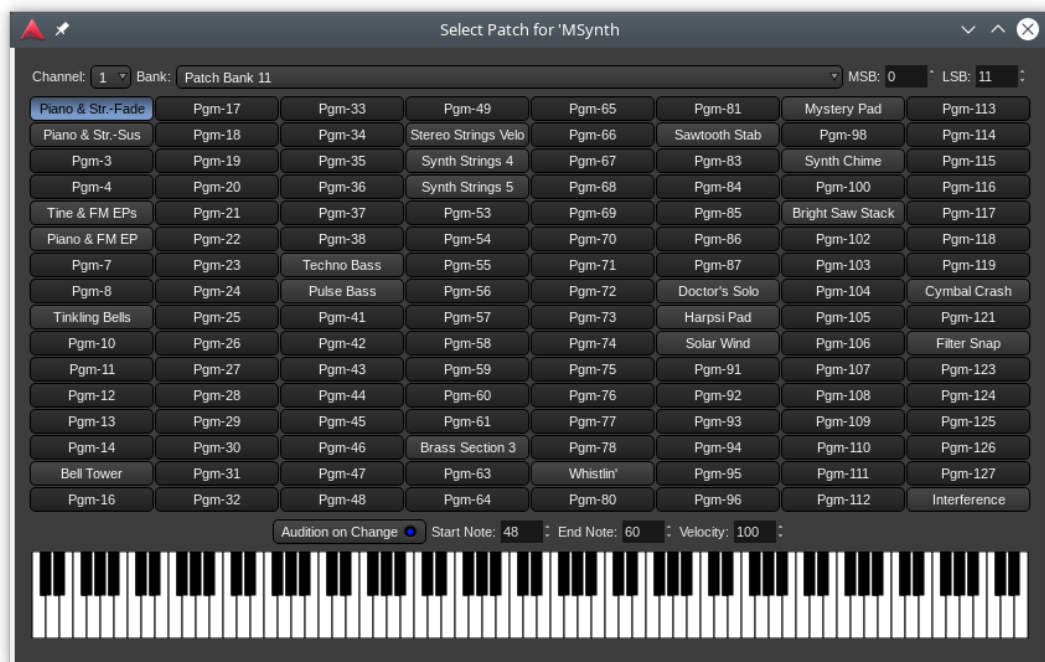 Select Patch for 'MSynth
Channel: 1 Bank: Patch Bank 11 MSB: 0 LSB: 11
Piano & Str.-Fade Pgm-17 Pgm-33 Pgm-49 Pgm-65 Pgm-81 Mystery Pad Pgm-113
Piano & Str.-Sus Pgm-18 Pgm-34 Stereo Strings Velo Pgm-66 Sawtooth Stab Pgm-98 Pgm-114
Pgm-3 Pgm-19 Pgm-35 Synth Strings 4 Pgm-67 Pgm-83 Synth Chime Pgm-115
Pgm-4 Pgm-20 Pgm-36 Synth Strings 5 Pgm-68 Pgm-84 Pgm-100 Pgm-116
Tine & FM EPs Pgm-21 Pgm-37 Pgm-53 Pgm-69 Pgm-85 Bright Saw Stack Pgm-117
Piano & FM EP Pgm-22 Pgm-38 Pgm-54 Pgm-70 Pgm-86 Pgm-102 Pgm-118
Pgm-7 Pgm-23 Techno Bass Pgm-55 Pgm-71 Pgm-87 Pgm-103 Pgm-119
Pgm-8 Pgm-24 Pulse Bass Pgm-56 Pgm-72 Doctor's Solo Pgm-104 Cymbal Crash
Tinkling Bells Pgm-25 Pgm-41 Pgm-57 Pgm-73 Harpsi Pad Pgm-105 Pgm-121
Pgm-10 Pgm-26 Pgm-42 Pgm-58 Pgm-74 Solar Wind Pgm-106 Filter Snap
Pgm-11 Pgm-27 Pgm-43 Pgm-59 Pgm-75 Pgm-91 Pgm-107 Pgm-123
Pgm-12 Pgm-28 Pgm-44 Pgm-60 Pgm-76 Pgm-92 Pgm-108 Pgm-124
Pgm-13 Pgm-29 Pgm-45 Pgm-61 Pgm-77 Pgm-93 Pgm-109 Pgm-125
Pgm-14 Pgm-30 Pgm-46 Brass Section 3 Pgm-78 Pgm-94 Pgm-110 Pgm-126
Bell Tower Pgm-31 Pgm-47 Pgm-63 Whistlin' Pgm-95 Pgm-111 Pgm-127
Pgm-16 Pgm-32 Pgm-48 Pgm-64 Pgm-80 Pgm-96 Pgm-112 Interference
Audition on Change Start Note: 48 End Note: 60 Velocity: 100